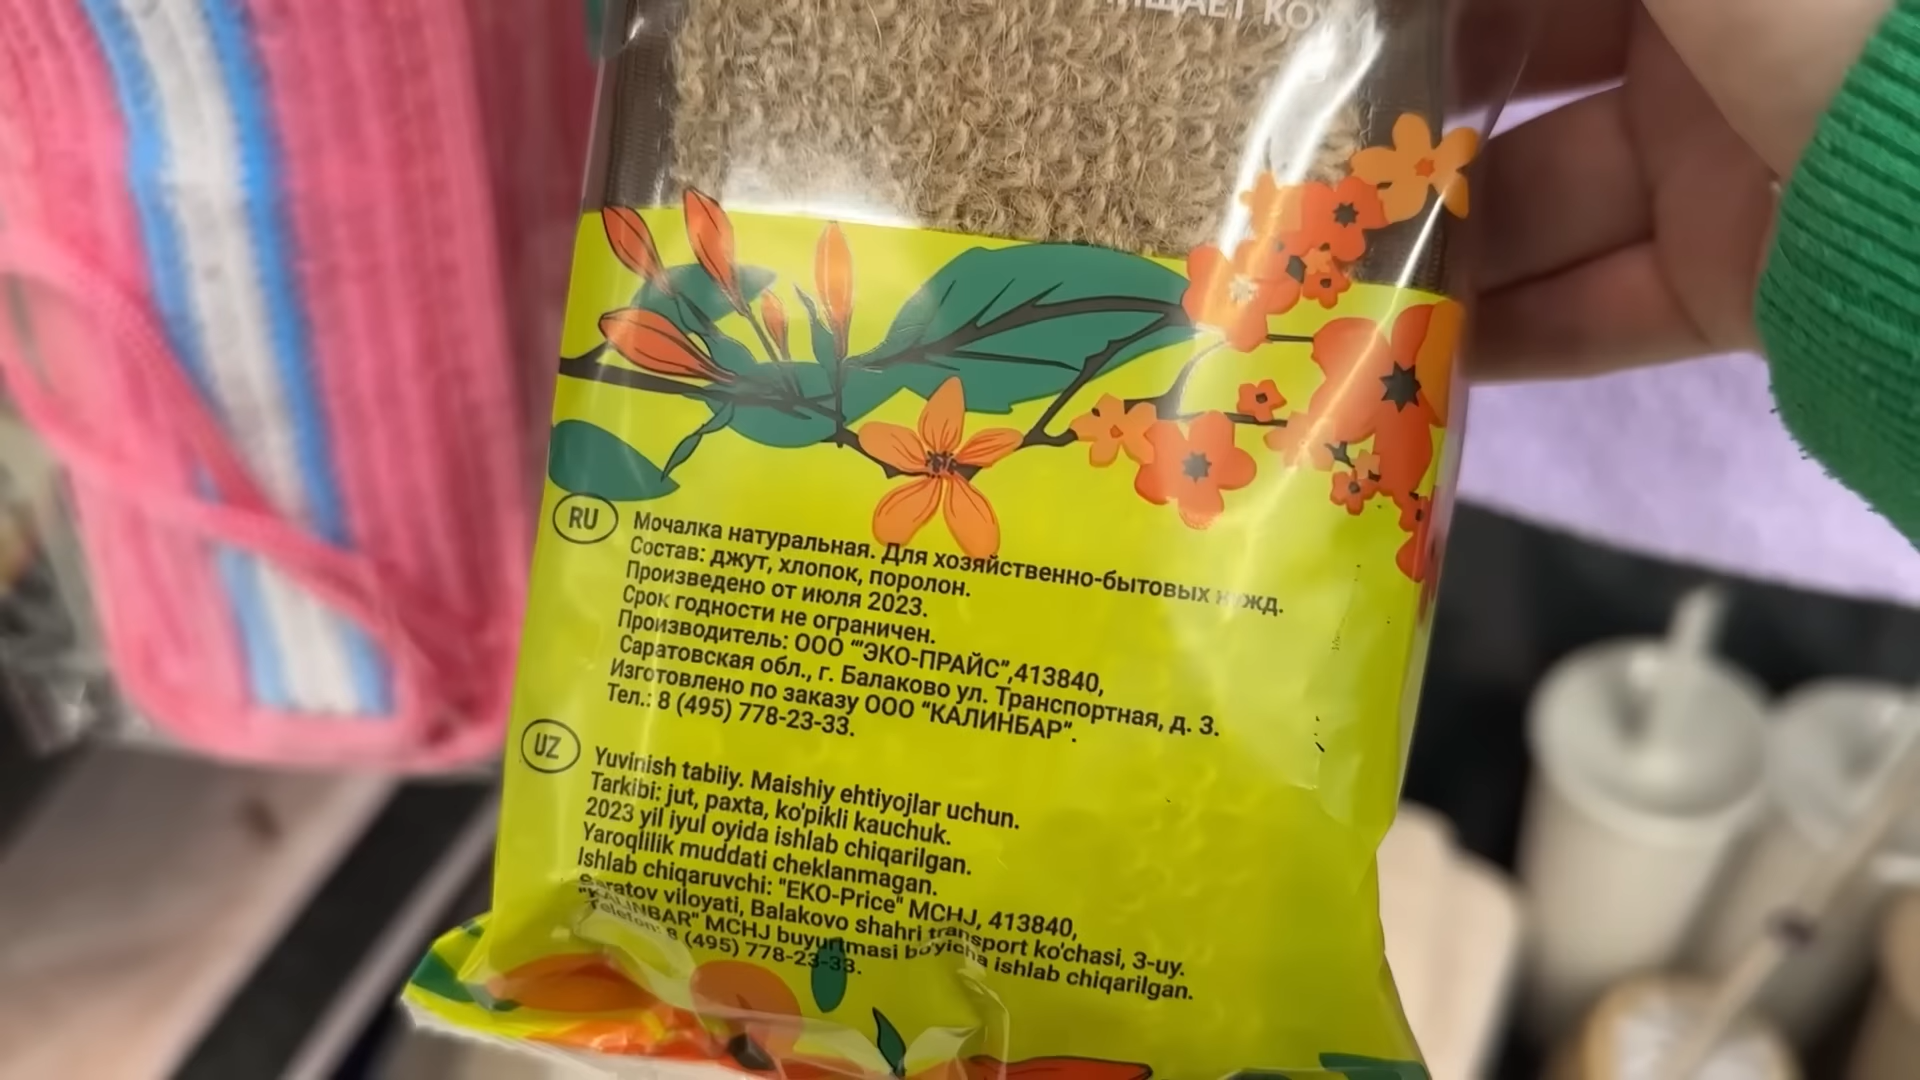 КОЖУ
RU
Мочалка натуральная. Для хозяйственно-бытовых нужд.
Состав: джут, хлопок, поролон.
Произведено от июля 2023.
Срок годности не ограничен.
Производитель: ООО "'ЭКО-ПРАЙС",413840,
Саратовская обл., г. Балаково ул. Транспортная, д. 3.
Изготовлено по заказу ООО "КАЛИНБАР".
Тел.: 8 (495) 778-23-33.
UZ
Yuvinish tabiiy. Maishiy ehtiyojlar uchun.
Tarkibi: jut, paxta, ko'pikli kauchuk.
2023 yil iyul oyida ishlab chiqarilgan.
Yaroqlilik muddati cheklanmagan.
Ishlab chiqaruvchi: "EKO-Price" MCHJ, 413840,
Saratov viloyati, Balakovo shahri transport ko'chasi, 3-uy.
"KALINBAR" MCHJ buyurtmasi bo'yicha ishlab chiqarilgan.
Telefon: 8 (495) 778-23-33.